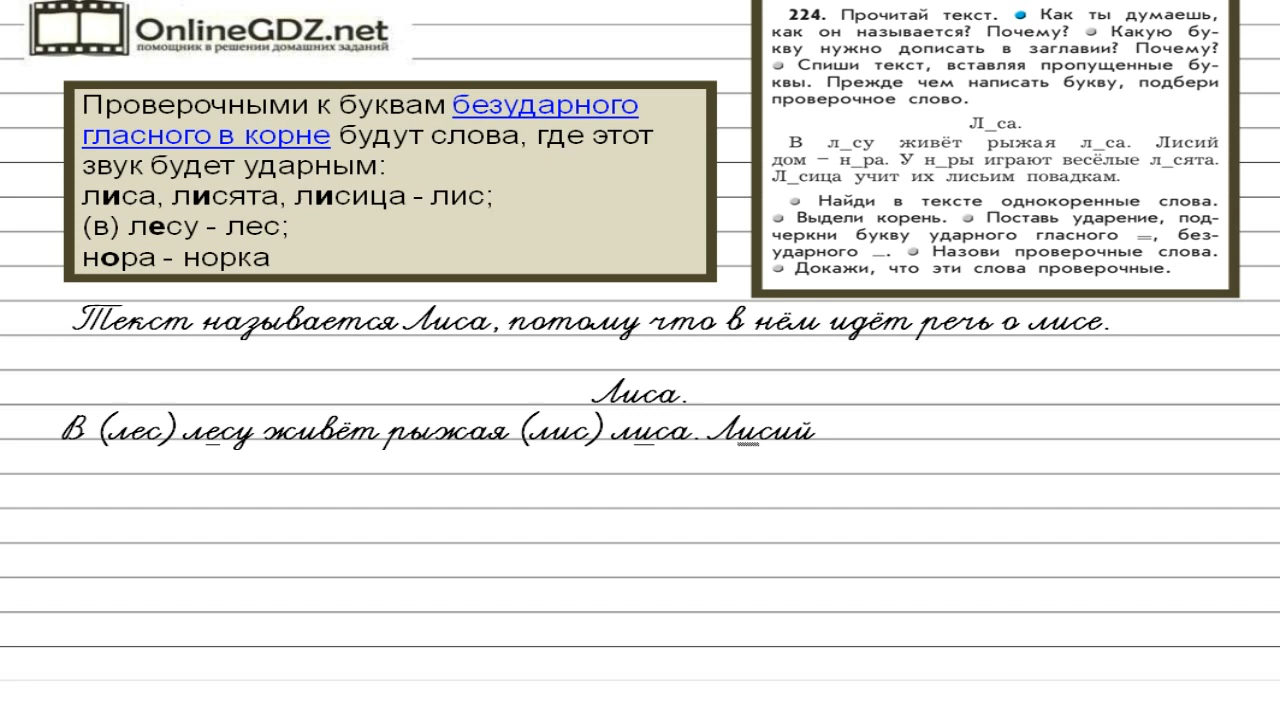 OnlineGDZ.net
помощник в решении домашних заданий
Проверочными к буквам безударного
гласного в корне будут слова, где этот
звук будет ударным:
лиса, лисята, лисица - лис;
(в) лесу - лес;
нора - норка
224. Прочитай текст. Как ты думаешь,
как он называется? Почему? Какую бу-
кву нужно дописать в заглавии? Почему?
Спиши текст, вставляя пропущенные бу-
квы. Прежде чем написать букву, подбери
проверочное слово.
Л_са.
В л_су живёт рыжая л_са. Лисий
дом – н_ра. У н_ры играют весёлые л_сята.
Л_сица учит их лисьим повадкам.
Найди в тексте однокоренные слова.
Выдели корень. Поставь ударение, под-
черкни букву ударного гласного =, без-
ударного _. Назови проверочные слова.
Докажи, что эти слова проверочные.
Текст называется Лиса, потому что в нём идёт речь о лисе.
Лиса.
В (лес) лесу живёт рыжая (лис) лиса. Лисий